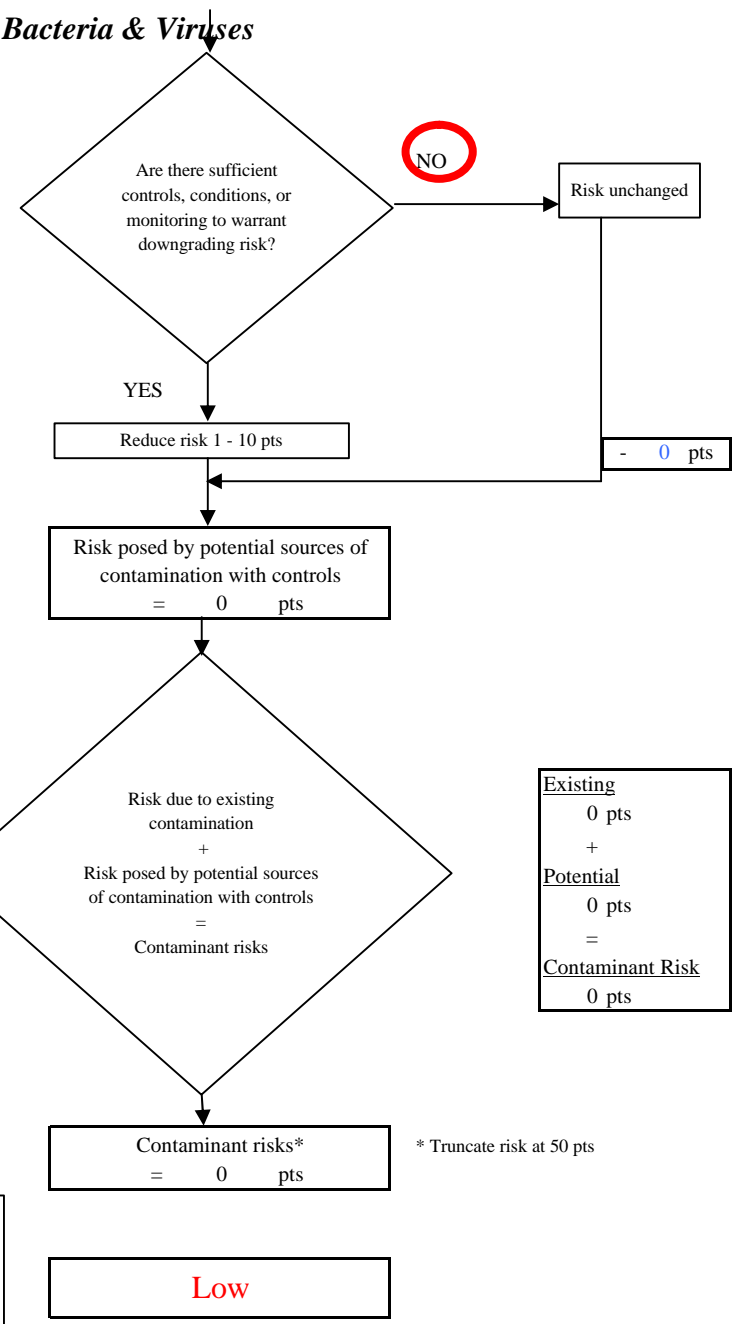 Bacteria & Viruses
Are there sufficient
controls, conditions, or
monitoring to warrant
downgrading risk?
NO
Risk unchanged
YES
Reduce risk 1 - 10 pts
- 0 pts
Risk posed by potential sources of
contamination with controls
= 0 pts
Risk due to existing
contamination
+
Risk posed by potential sources
of contamination with controls
=
Contaminant risks
Existing
0 pts
+
Potential
0 pts
=
Contaminant Risk
0 pts
Contaminant risks*
= 0 pts
* Truncate risk at 50 pts
Low